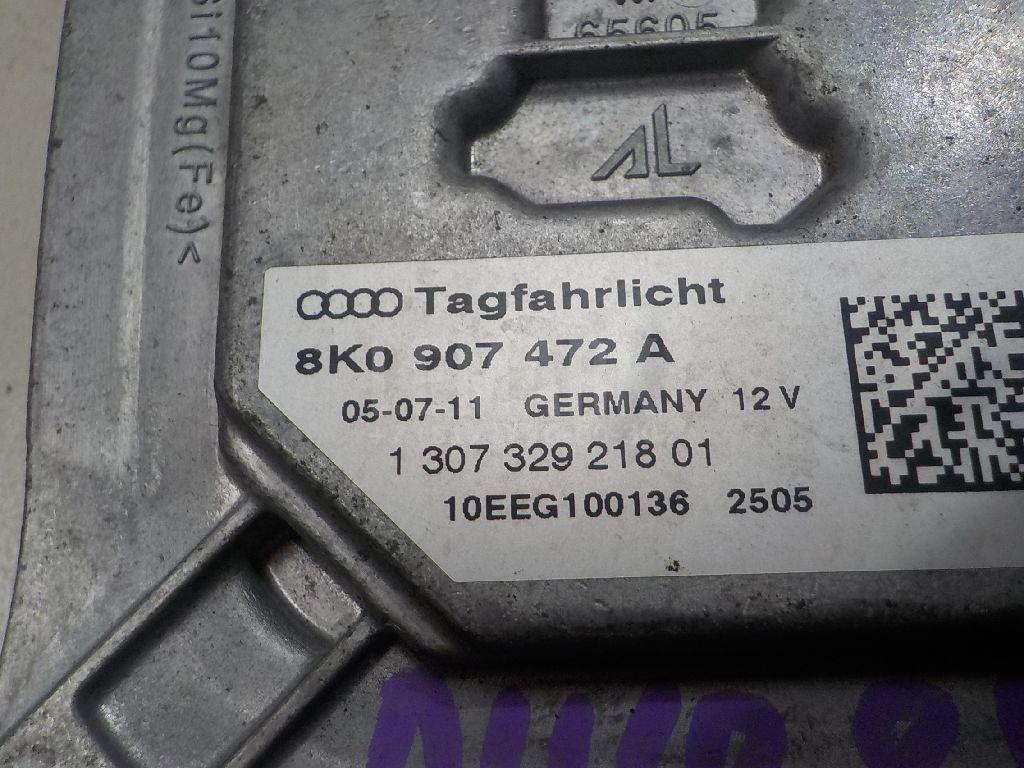 65605
Si10Mg(Fe)<
AL
Tagfahrlicht
8K0 907 472 A
05-07-11 GERMANY 12 V
1 307 329 218 01
10EEG100136 2505